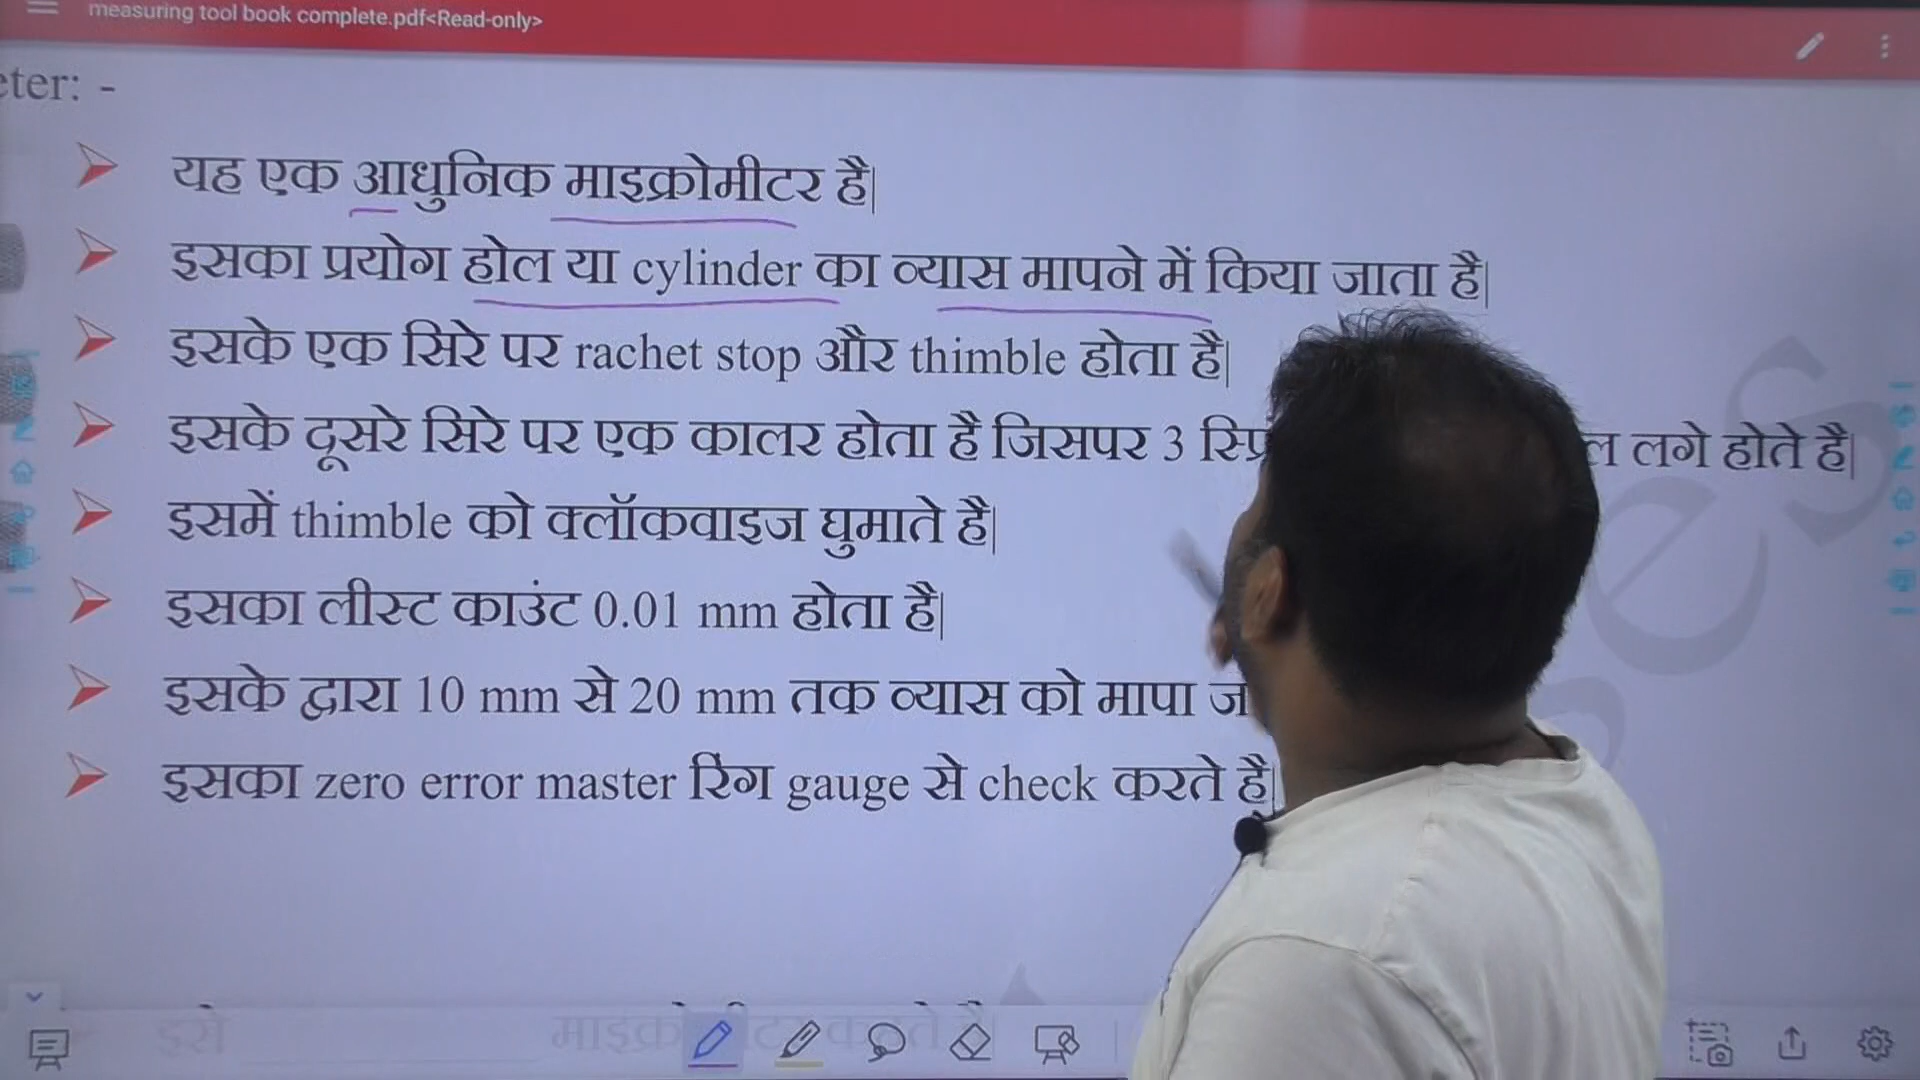 measuring tool book complete.pdf<Read-only>
eter: -
यह एक आधुनिक माइक्रोमीटर है|
इसका प्रयोग होल या cylinder का व्यास मापने में किया जाता है|
इसके एक सिरे पर rachet stop और thimble होता है|
इसके दूसरे सिरे पर एक कालर होता है जिसपर 3 लगे होते है|
इसमें thimble को क्लॉकवाइज घुमाते है|
इसका लीस्ट काउंट 0.01 mm होता है|
इसके द्वारा 10 mm से 20 mm तक व्यास को मापा
इसका zero error master रिंग gauge से check करते है|